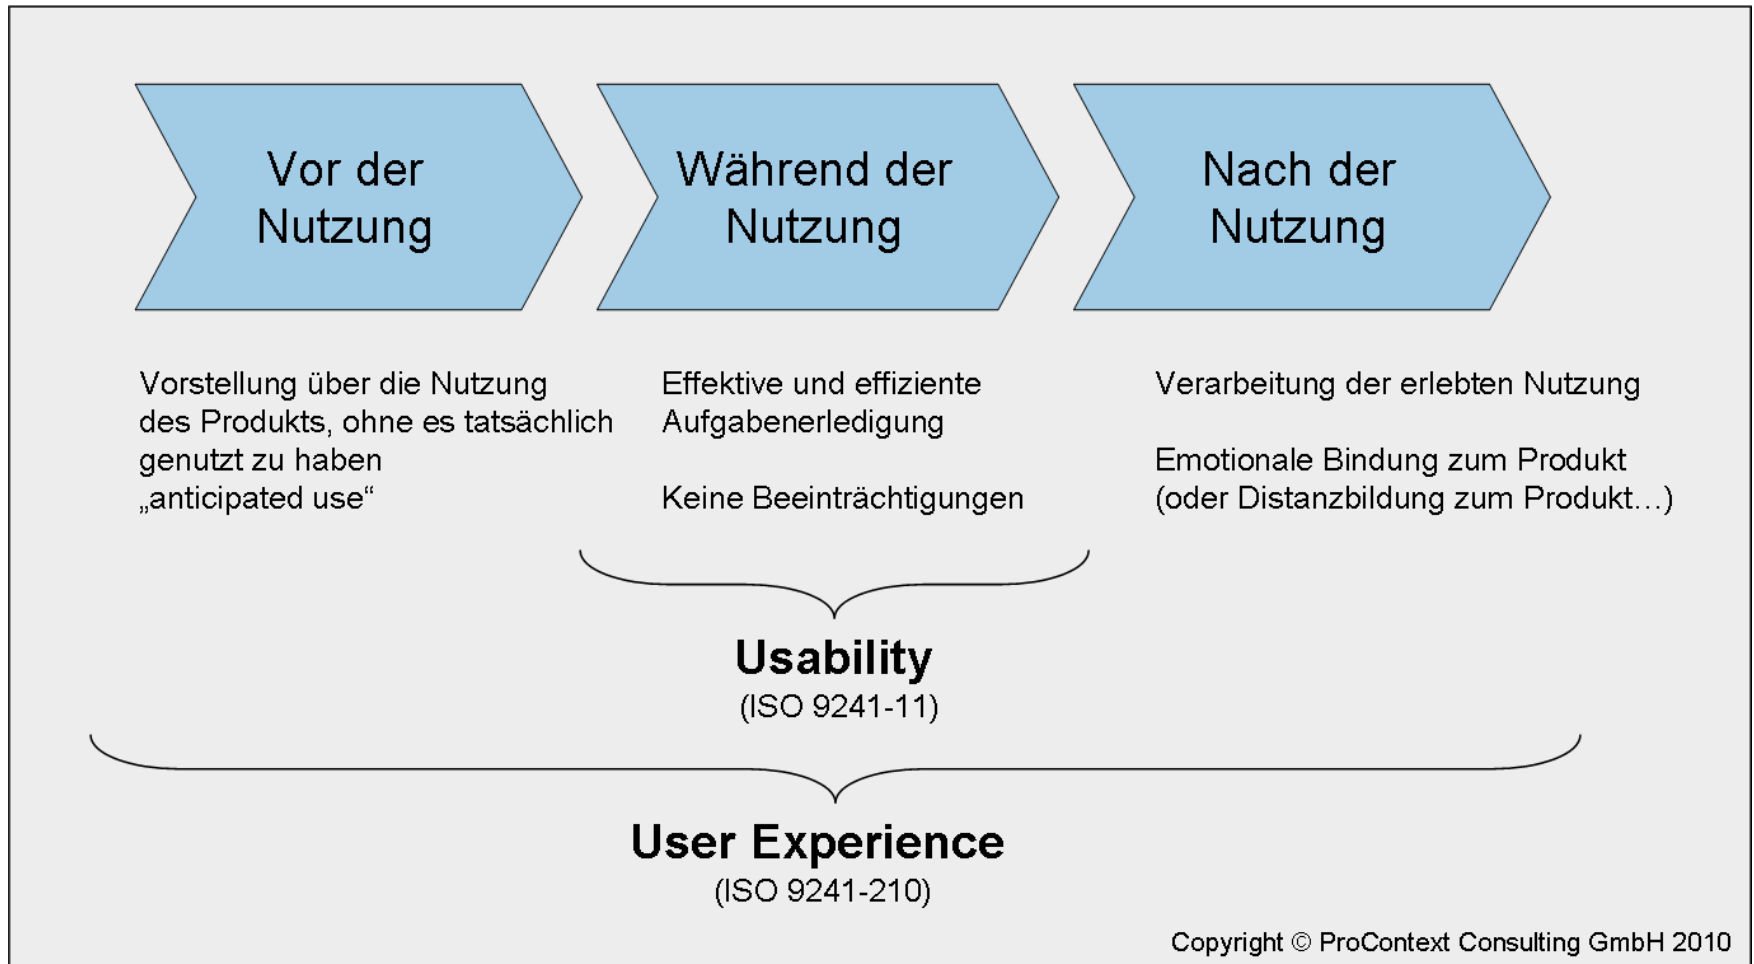 Vor der
Nutzung
Während der
Nutzung
Nach der
Nutzung
Vorstellung über die Nutzung
des Produkts, ohne es tatsächlich
genutzt zu haben
„anticipated use“
Effektive und effiziente
Aufgabenerledigung
Keine Beeinträchtigungen
Verarbeitung der erlebten Nutzung
Emotionale Bindung zum Produkt
(oder Distanzbildung zum Produkt…)
Usability
(ISO 9241-11)
User Experience
(ISO 9241-210)
Copyright © ProContext Consulting GmbH 2010